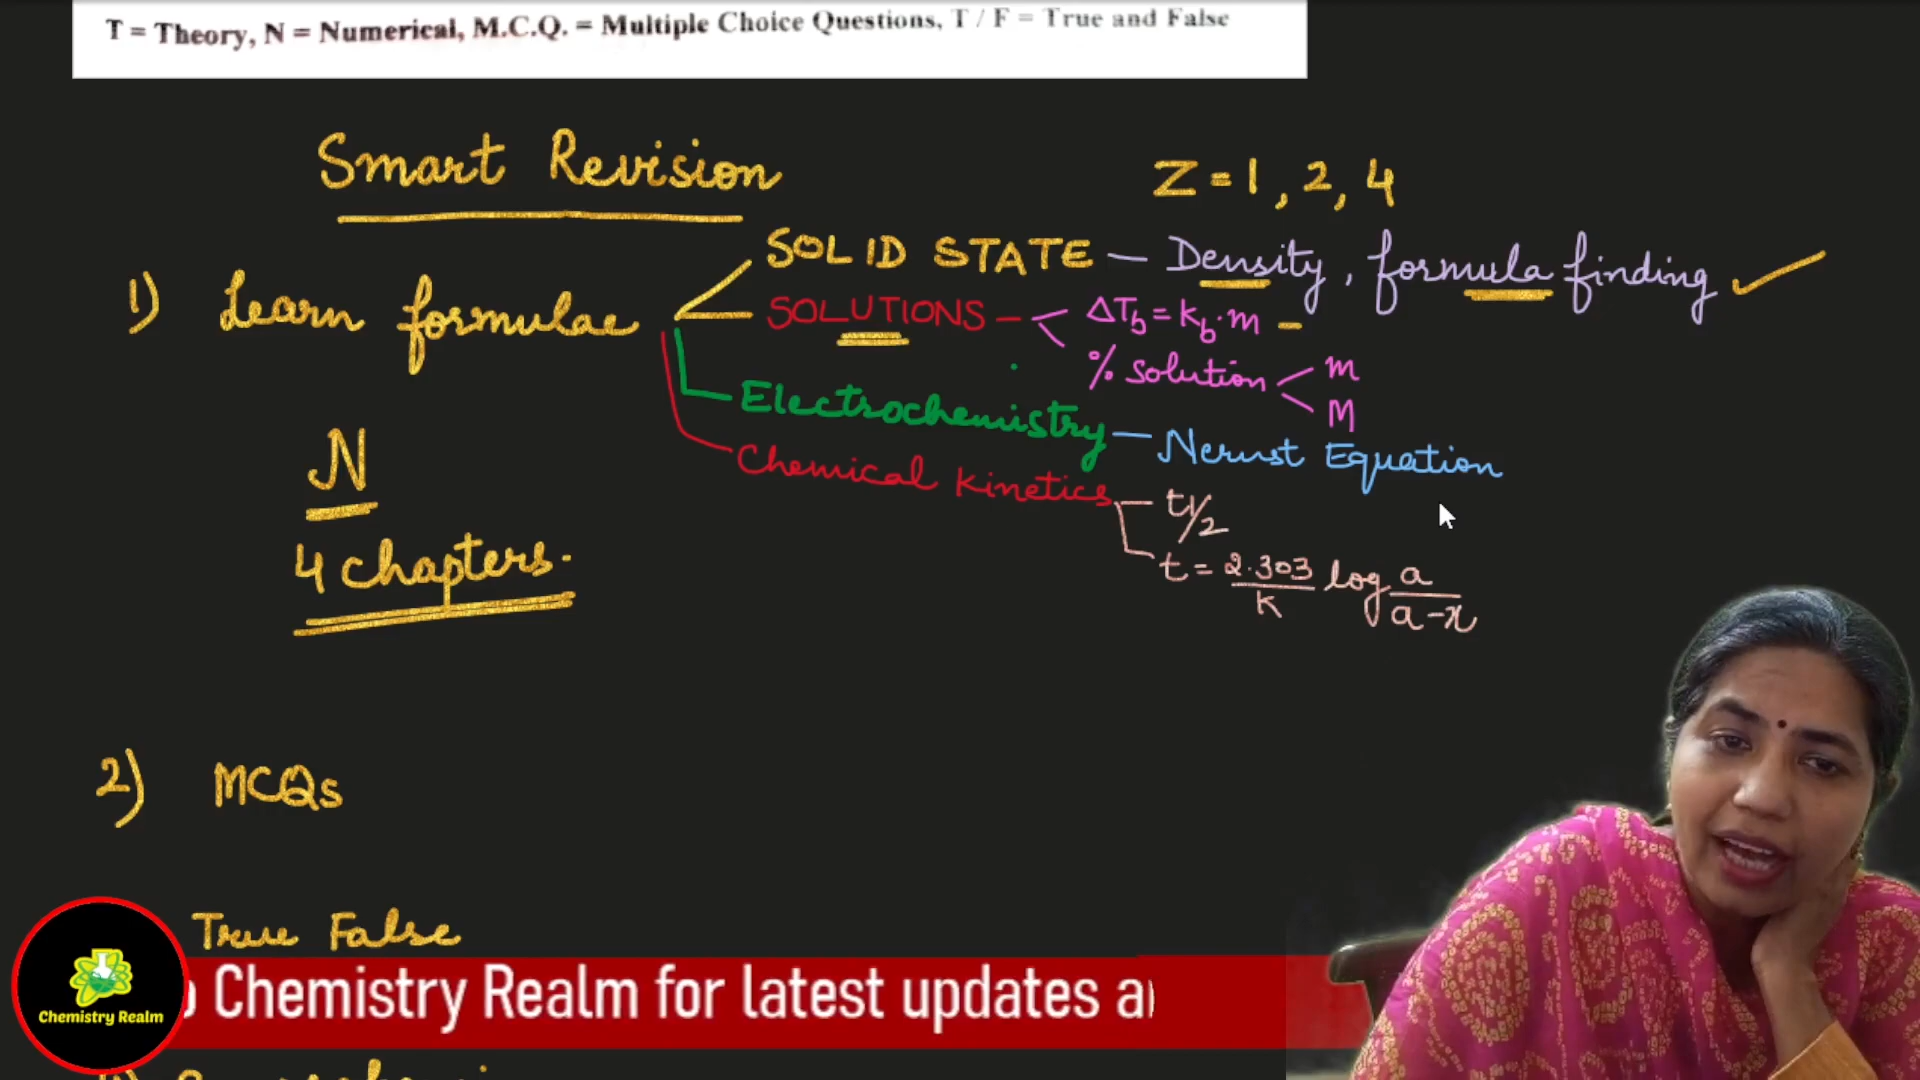 T = Theory, N = Numerical, M.C.Q. = Multiple Choice Questions, T / F = True and False
Smart Revision
Z = 1, 2, 4
SOLID STATE — Density, formula finding ✓
1) Learn formulae
SOLUTIONS — ΔTb = kb·m –
% solution < m
M
Electrochemistry — Nernst Equation
Chemical Kinetics — t1/2
t = 2.303/K log a/a-x
N
4 chapters.
2) MCQs
True False
Chemistry Realm for latest updates
Chemistry Realm